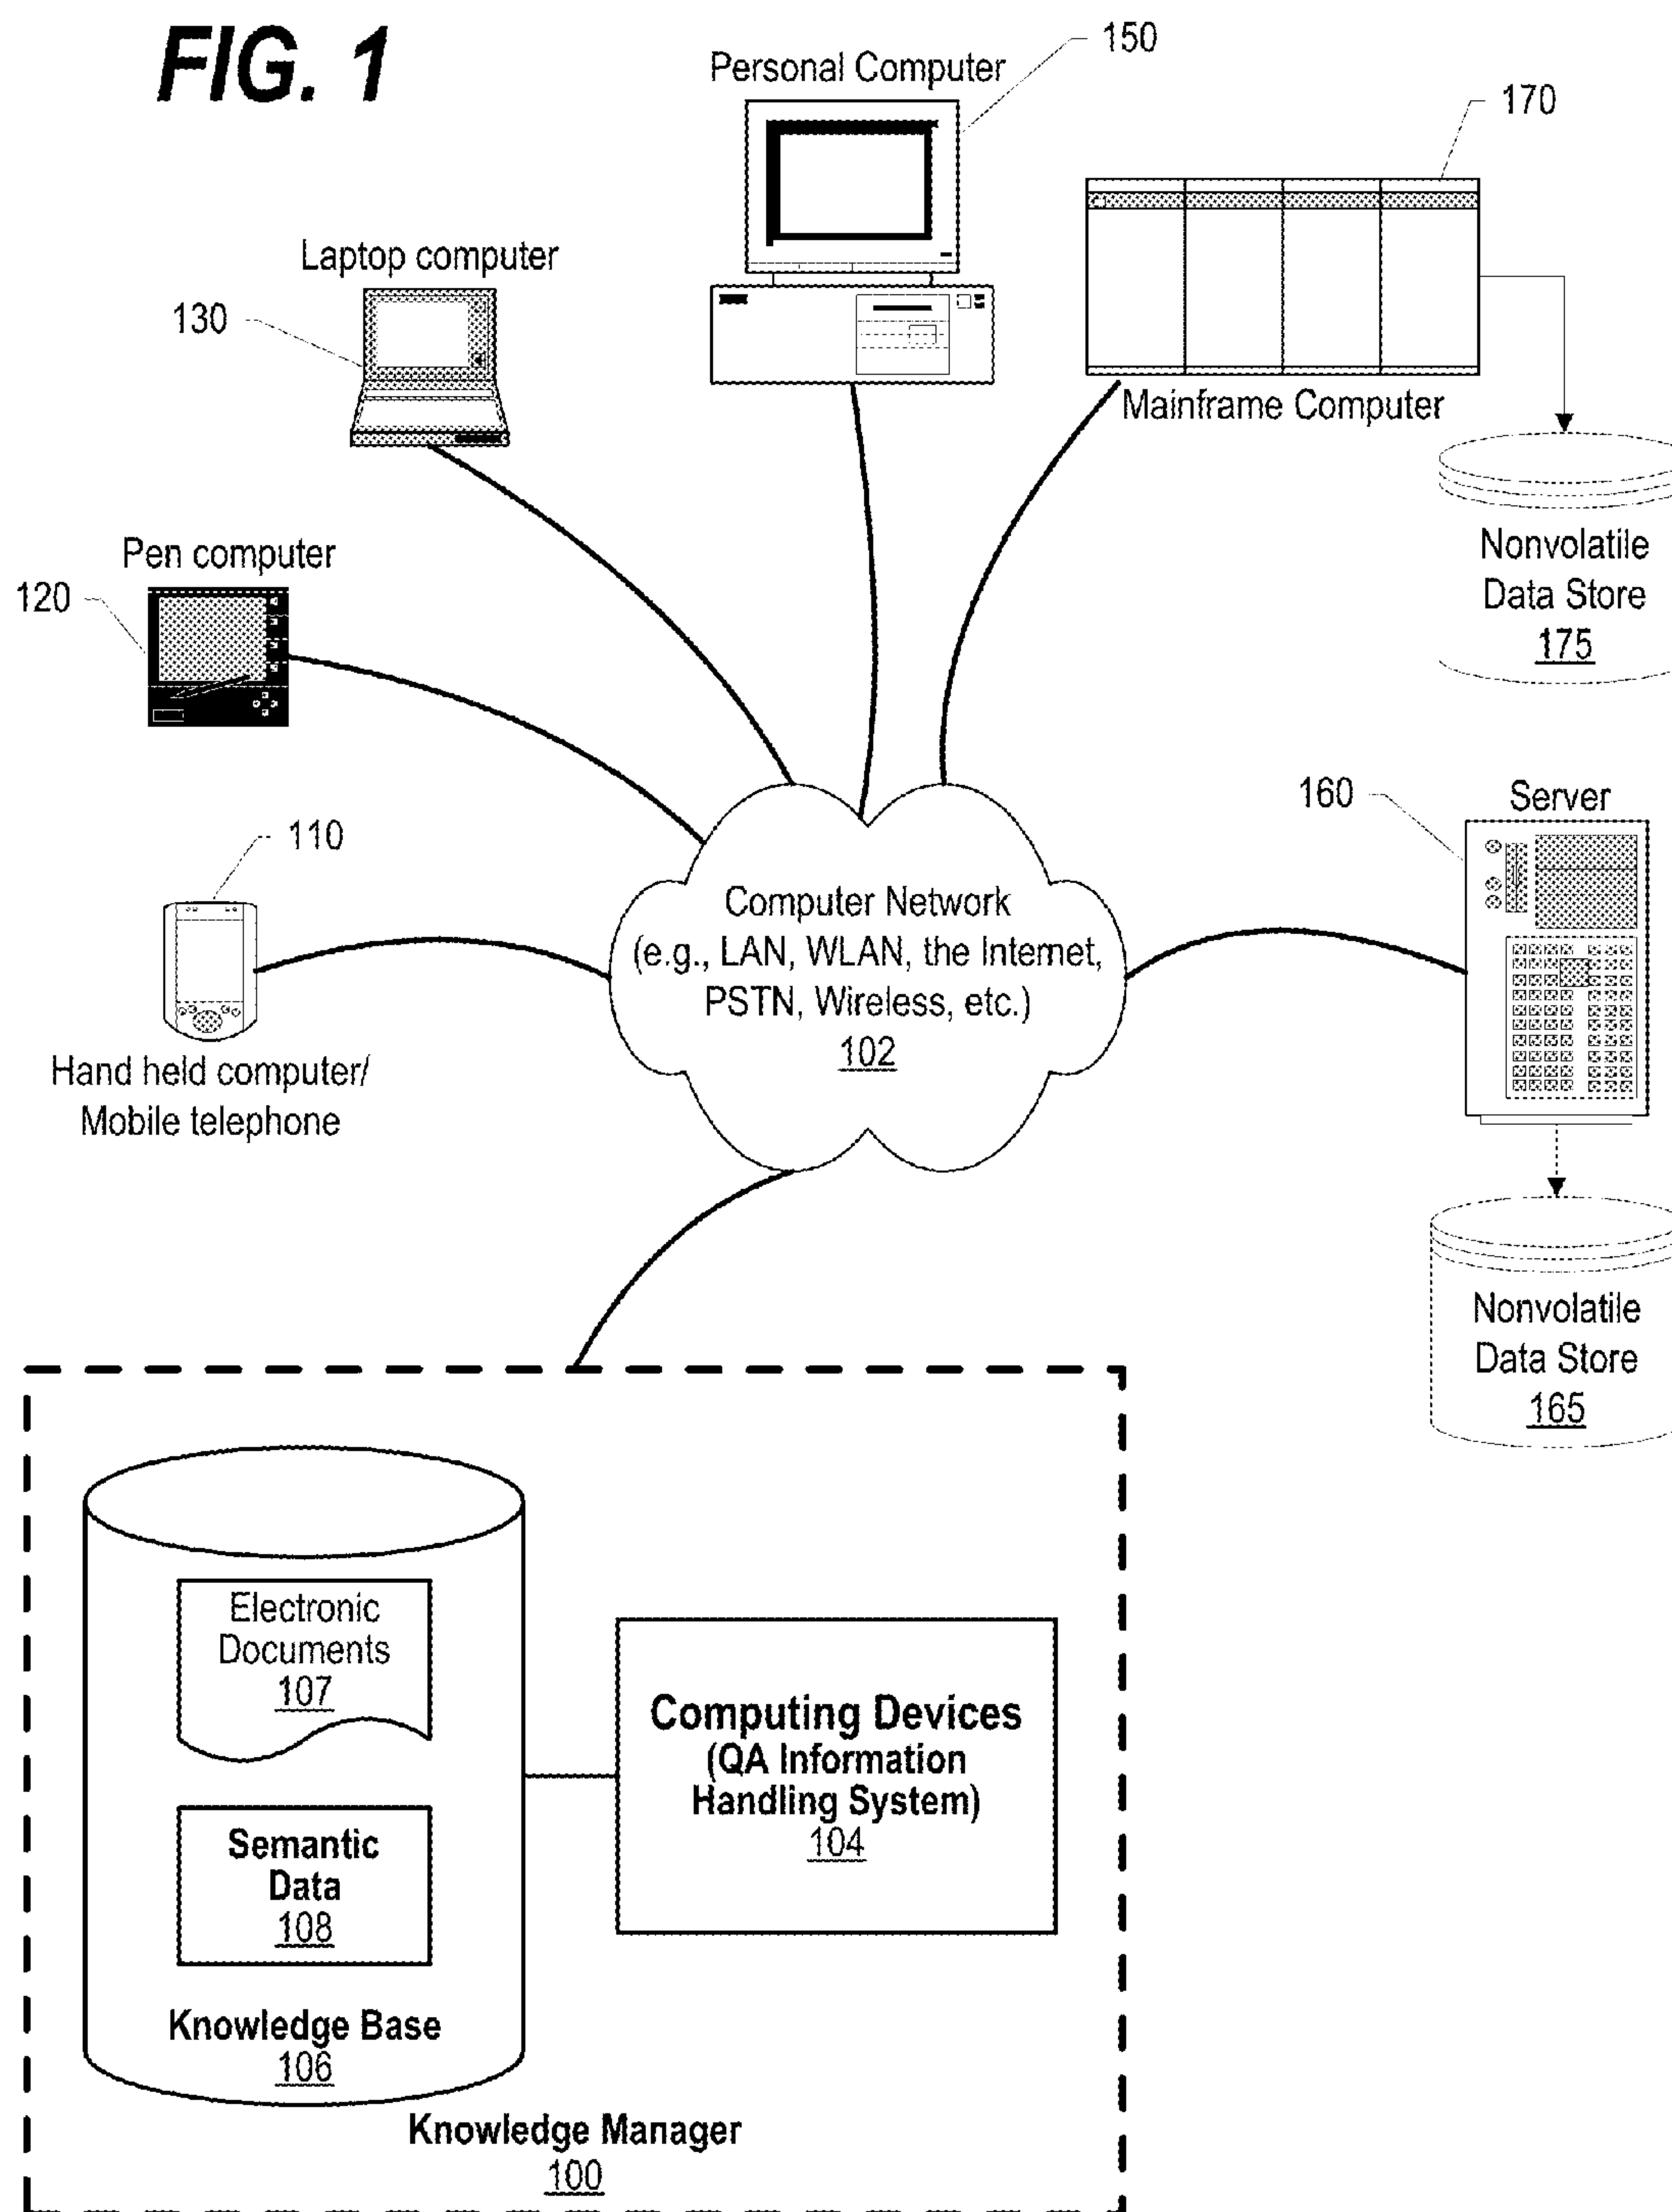 FIG. 1
Personal Computer
150
170
Laptop computer
130
Mainframe Computer
Nonvolatile
Data Store
175
Pen computer
120
110
Hand held computer/
Mobile telephone
Computer Network
(e.g., LAN, WLAN, the Internet,
PSTN, Wireless, etc.)
102
160
Server
Nonvolatile
Data Store
165
Electronic
Documents
107
Semantic
Data
108
Knowledge Base
106
Computing Devices
(QA Information
Handling System)
104
Knowledge Manager
100